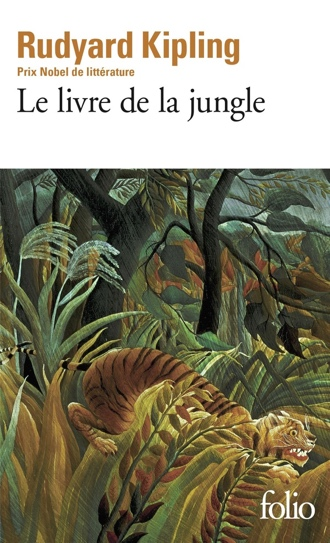 Rudyard Kipling
Prix Nobel de littérature
Le livre de la jungle
folio